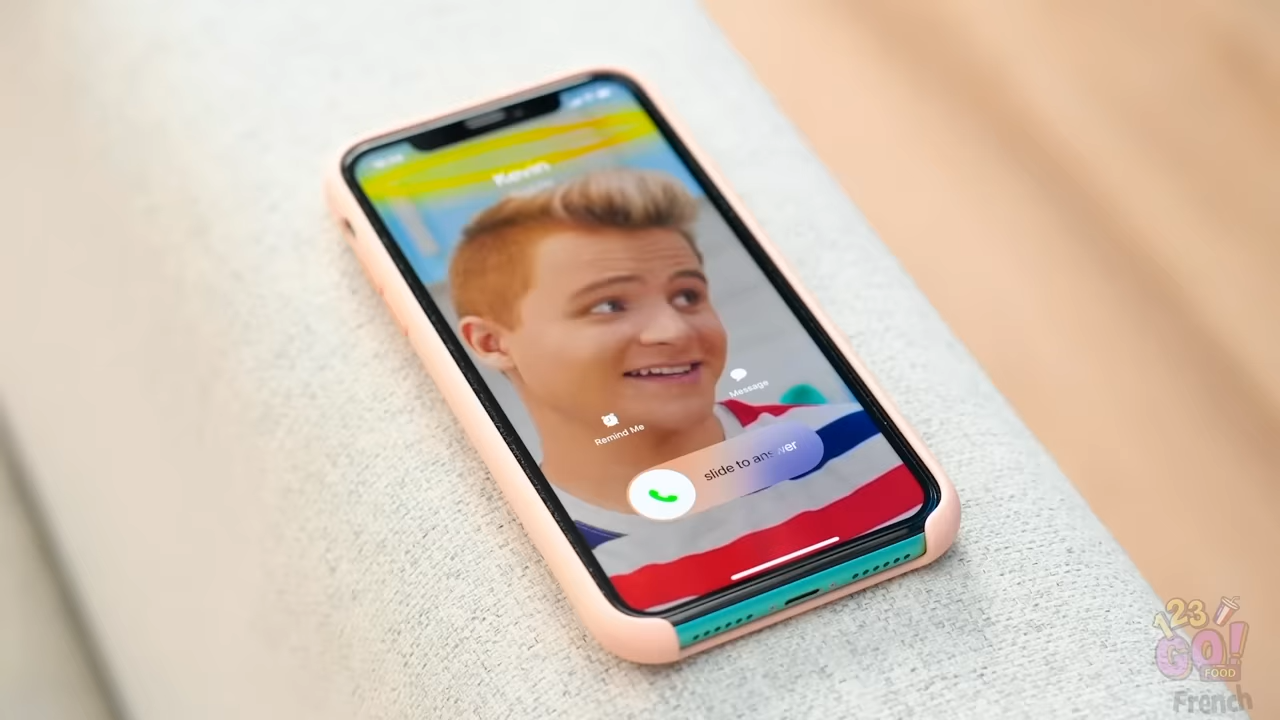 Kevin
Message
Remind Me
slide to answer
123
GO!
FOOD
French